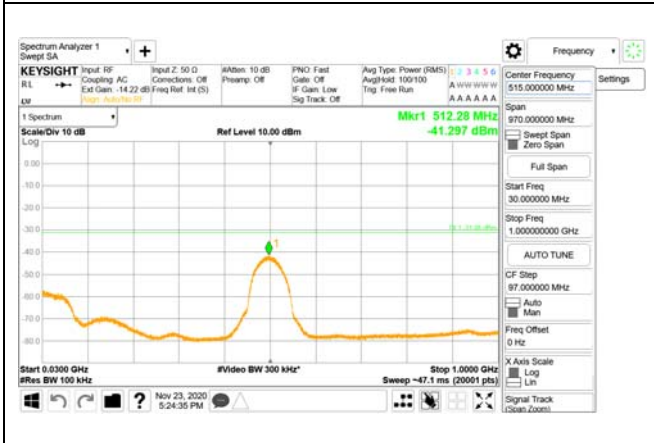 Spectrum Analyzer 1
Swept SA
+
Frequency
KEYSIGHT
RL
Input: RF
Coupling: AC
Ext Gain: -14.22 dB
Align: Auto/No RF
Input Z: 50 Ω
Corrections: Off
Freq Ref: Int (S)
#Atten: 10 dB
Preamp: Off
PNO: Fast
Gate: Off
IF Gain: Low
Sig Track: Off
Avg Type: Power (RMS)
Avg|Hold: 100/100
Trig: Free Run
1 2 3 4 5 6
A W W W W W
A A A A A A
1 Spectrum
Scale/Div 10 dB
Log
Ref Level 10.00 dBm
Mkr1 512.28 MHz
-41.297 dBm
0.00
-10.0
-20.0
-30.0
-40.0
-50.0
-60.0
-70.0
-80.0
1
Start 0.0300 GHz
#Res BW 100 kHz
#Video BW 300 kHz*
Stop 1.0000 GHz
Sweep ~47.1 ms (20001 pts)
?
Nov 23, 2020
5:24:35 PM
Center Frequency
515.000000 MHz
Settings
Span
970.000000 MHz
Swept Span
Zero Span
Full Span
Start Freq
30.000000 MHz
Stop Freq
1.000000000 GHz
AUTO TUNE
CF Step
97.000000 MHz
Auto
Man
Freq Offset
0 Hz
X Axis Scale
Log
Lin
Signal Track
(Span Zoom)